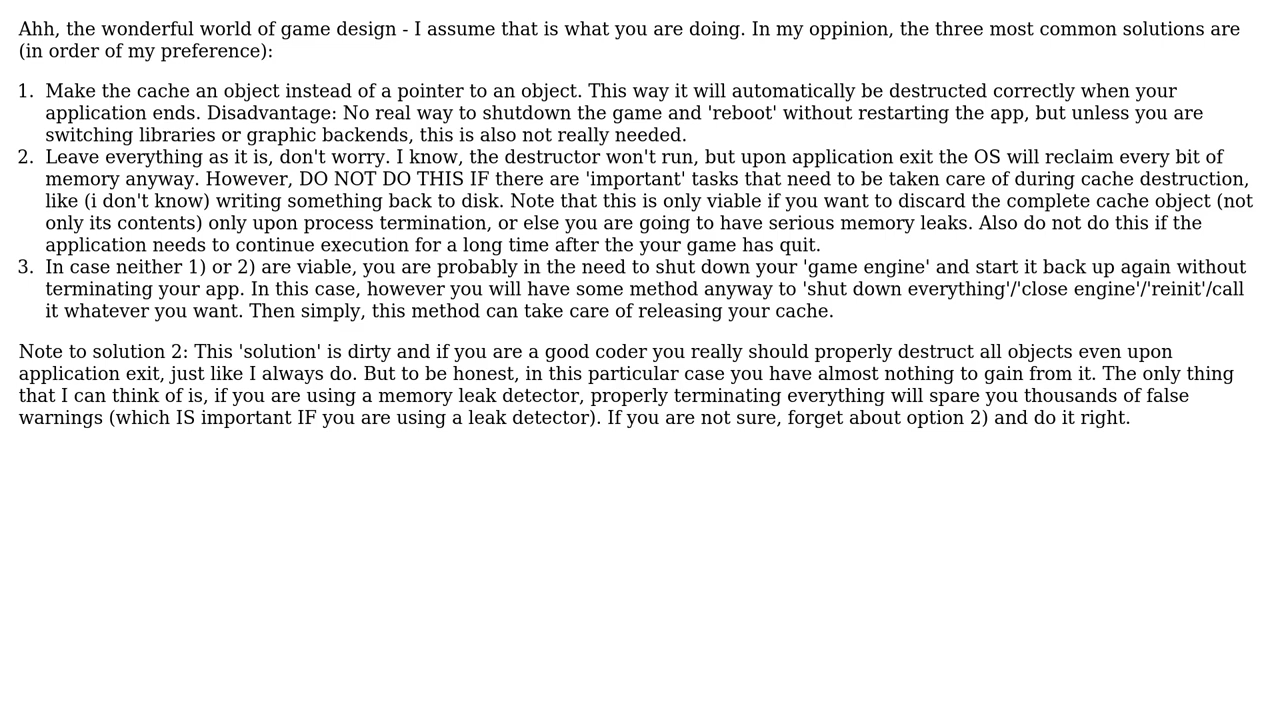 Ahh, the wonderful world of game design - I assume that is what you are doing. In my oppinion, the three most common solutions are
(in order of my preference):
1. Make the cache an object instead of a pointer to an object. This way it will automatically be destructed correctly when your
application ends. Disadvantage: No real way to shutdown the game and 'reboot' without restarting the app, but unless you are
switching libraries or graphic backends, this is also not really needed.
2. Leave everything as it is, don't worry. I know, the destructor won't run, but upon application exit the OS will reclaim every bit of
memory anyway. However, DO NOT DO THIS IF there are 'important' tasks that need to be taken care of during cache destruction,
like (i don't know) writing something back to disk. Note that this is only viable if you want to discard the complete cache object (not
only its contents) only upon process termination, or else you are going to have serious memory leaks. Also do not do this if the
application needs to continue execution for a long time after the your game has quit.
3. In case neither 1) or 2) are viable, you are probably in the need to shut down your 'game engine' and start it back up again without
terminating your app. In this case, however you will have some method anyway to 'shut down everything'/'close engine'/'reinit'/call
it whatever you want. Then simply, this method can take care of releasing your cache.
Note to solution 2: This 'solution' is dirty and if you are a good coder you really should properly destruct all objects even upon
application exit, just like I always do. But to be honest, in this particular case you have almost nothing to gain from it. The only thing
that I can think of is, if you are using a memory leak detector, properly terminating everything will spare you thousands of false
warnings (which IS important IF you are using a leak detector). If you are not sure, forget about option 2) and do it right.